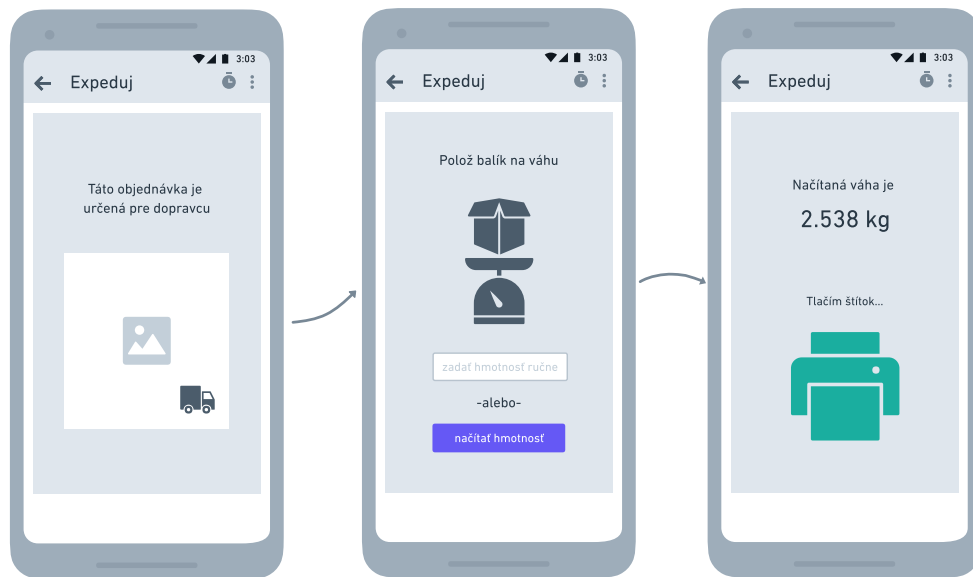 3:03
Expeduj
Táto objednávka je
určená pre dopravcu
3:03
Expeduj
Polož balík na váhu
zadať hmotnosť ručne
-alebo-
načítať hmotnosť
3:03
Expeduj
Načítaná váha je
2.538 kg
Tlačím štítok...